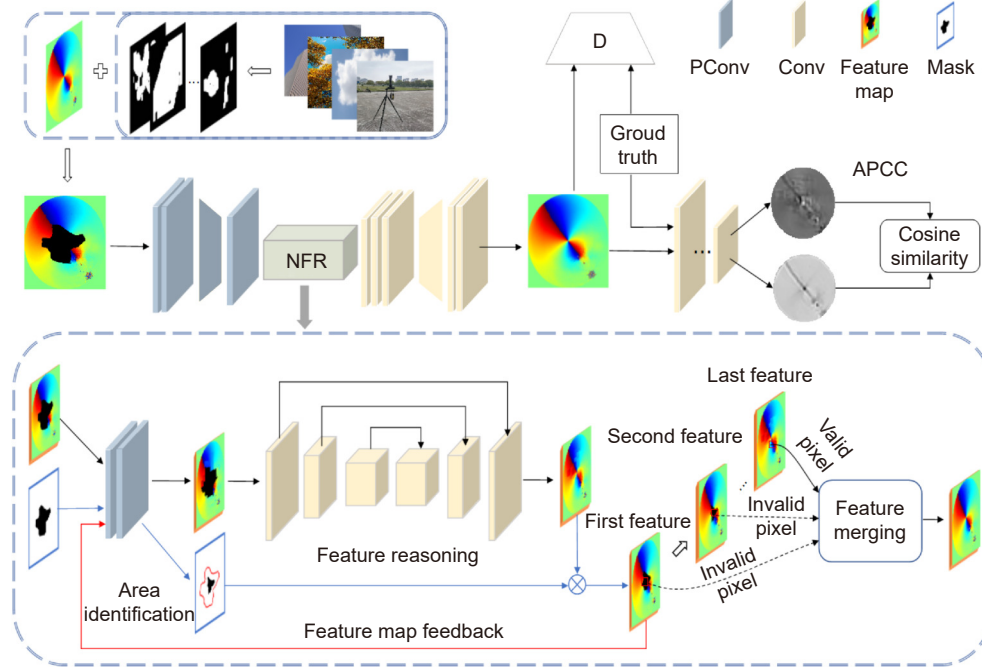 D
PConv
Conv
Feature
map
Mask
Groud
truth
APCC
NFR
Cosine
similarity
Last feature
Second feature
Valid
pixel
First feature
Invalid
pixel
Feature
merging
Invalid
pixel
Feature reasoning
Area
identification
Feature map feedback